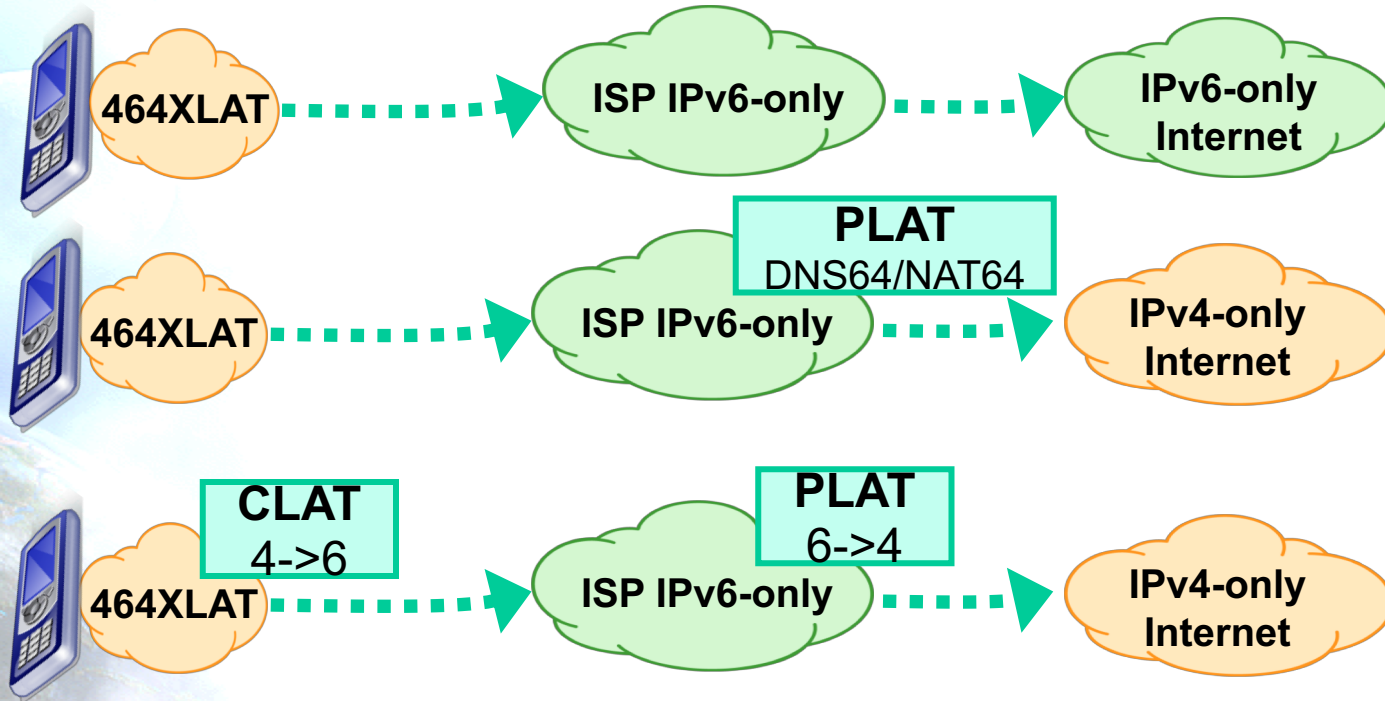 464XLAT
ISP IPv6-only
IPv6-only
Internet
PLAT
DNS64/NAT64
464XLAT
ISP IPv6-only
IPv4-only
Internet
CLAT
4->6
PLAT
6->4
464XLAT
ISP IPv6-only
IPv4-only
Internet